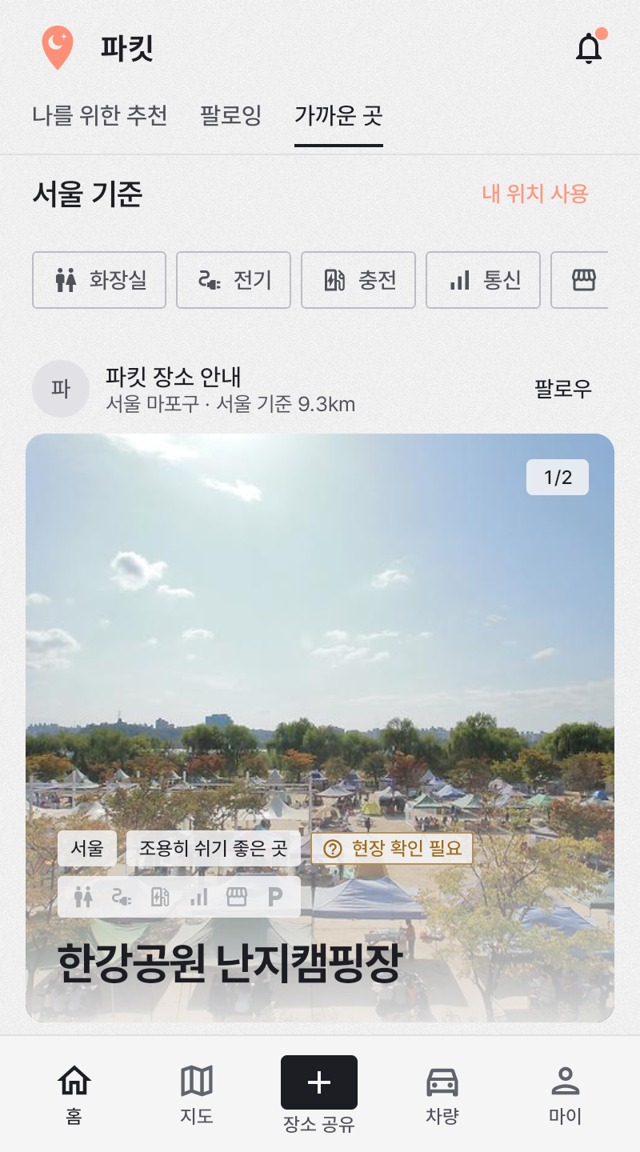 파킷
나를 위한 추천 팔로잉 가까운 곳
서울 기준 내 위치 사용
화장실 전기 충전 통신
파
파킷 장소 안내
서울 마포구 · 서울 기준 9.3km
팔로우
1/2
서울 조용히 쉬기 좋은 곳 현장 확인 필요
P
한강공원 난지캠핑장
홈 지도 장소 공유 차량 마이